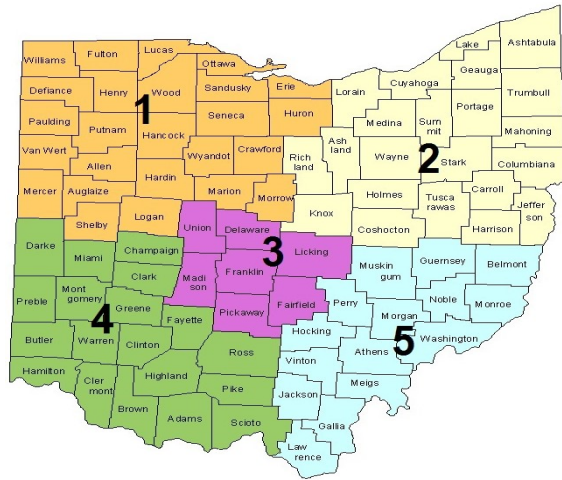 Williams
Fulton
Lucas
Ottawa
Lake
Ashtabula
Geauga
Cuyahoga
Defiance
Henry
Wood
Sandusky
Erie
Lorain
Trumbull
Portage
Medina
Sum
mit
Paulding
Putnam
Hancock
Seneca
Huron
Mahoning
Ash
land
Van Wert
Allen
Wyandot
Crawford
Rich
land
Wayne
Stark
Columbiana
Mercer
Auglaize
Hardin
Marion
Morrow
Holmes
Tusca
rawas
Carroll
Jeffer
son
Shelby
Logan
Knox
Coshocton
Harrison
1
2
Darke
Miami
Champaign
Union
Delaware
Licking
Muskin
gum
Guernsey
Belmont
Clark
Madi
son
Franklin
3
Preble
Mont
gomery
Greene
Fayette
Pickaway
Fairfield
Perry
Morgan
Noble
Monroe
4
5
Butler
Warren
Clinton
Ross
Hocking
Athens
Washington
Hamilton
Cler
mont
Highland
Pike
Vinton
Meigs
Brown
Adams
Scioto
Jackson
Gallia
Law
rence